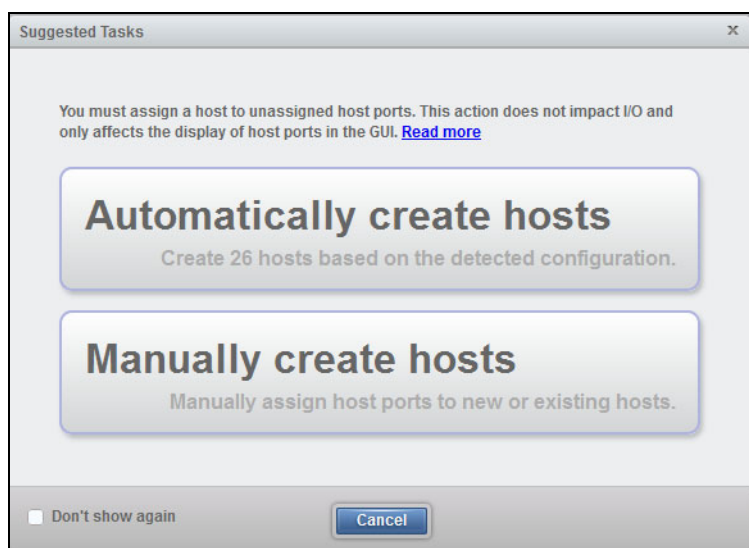 Suggested Tasks x
You must assign a host to unassigned host ports. This action does not impact I/O and
only affects the display of host ports in the GUI. Read more
Automatically create hosts
Create 26 hosts based on the detected configuration.
Manually create hosts
Manually assign host ports to new or existing hosts.
Don't show again
Cancel